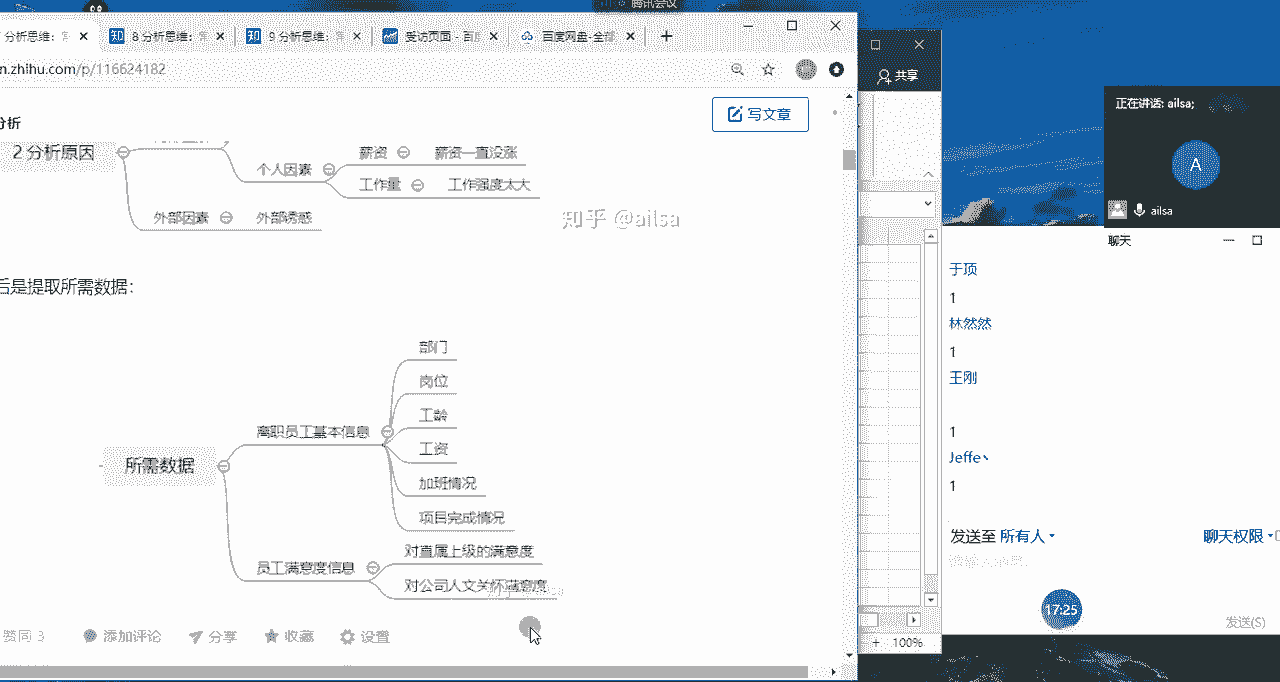 腾讯会议
分析思维：
8 分析思维：
9 分析思维：
受访页面 - 百
百度网盘-全部
n.zhihu.com/p/116624182
共享
写文章
分析
2 分析原因
个人因素
薪资
薪资一直没涨
工作量
工作强度太大
外部因素
外部诱惑
知乎 @ailsa
后是提取所需数据：
所需数据
离职员工基本信息
部门
岗位
工龄
工资
加班情况
项目完成情况
员工满意度信息
对直属上级的满意度
对公司人文关怀满意度
赞同 3
添加评论
分享
收藏
设置
100%
正在讲话: ailsa;
A
ailsa
聊天
于顶
1
林然然
1
王刚
1
Jeffe丶
1
发送至 所有人
聊天权限
17:25
发送(S)